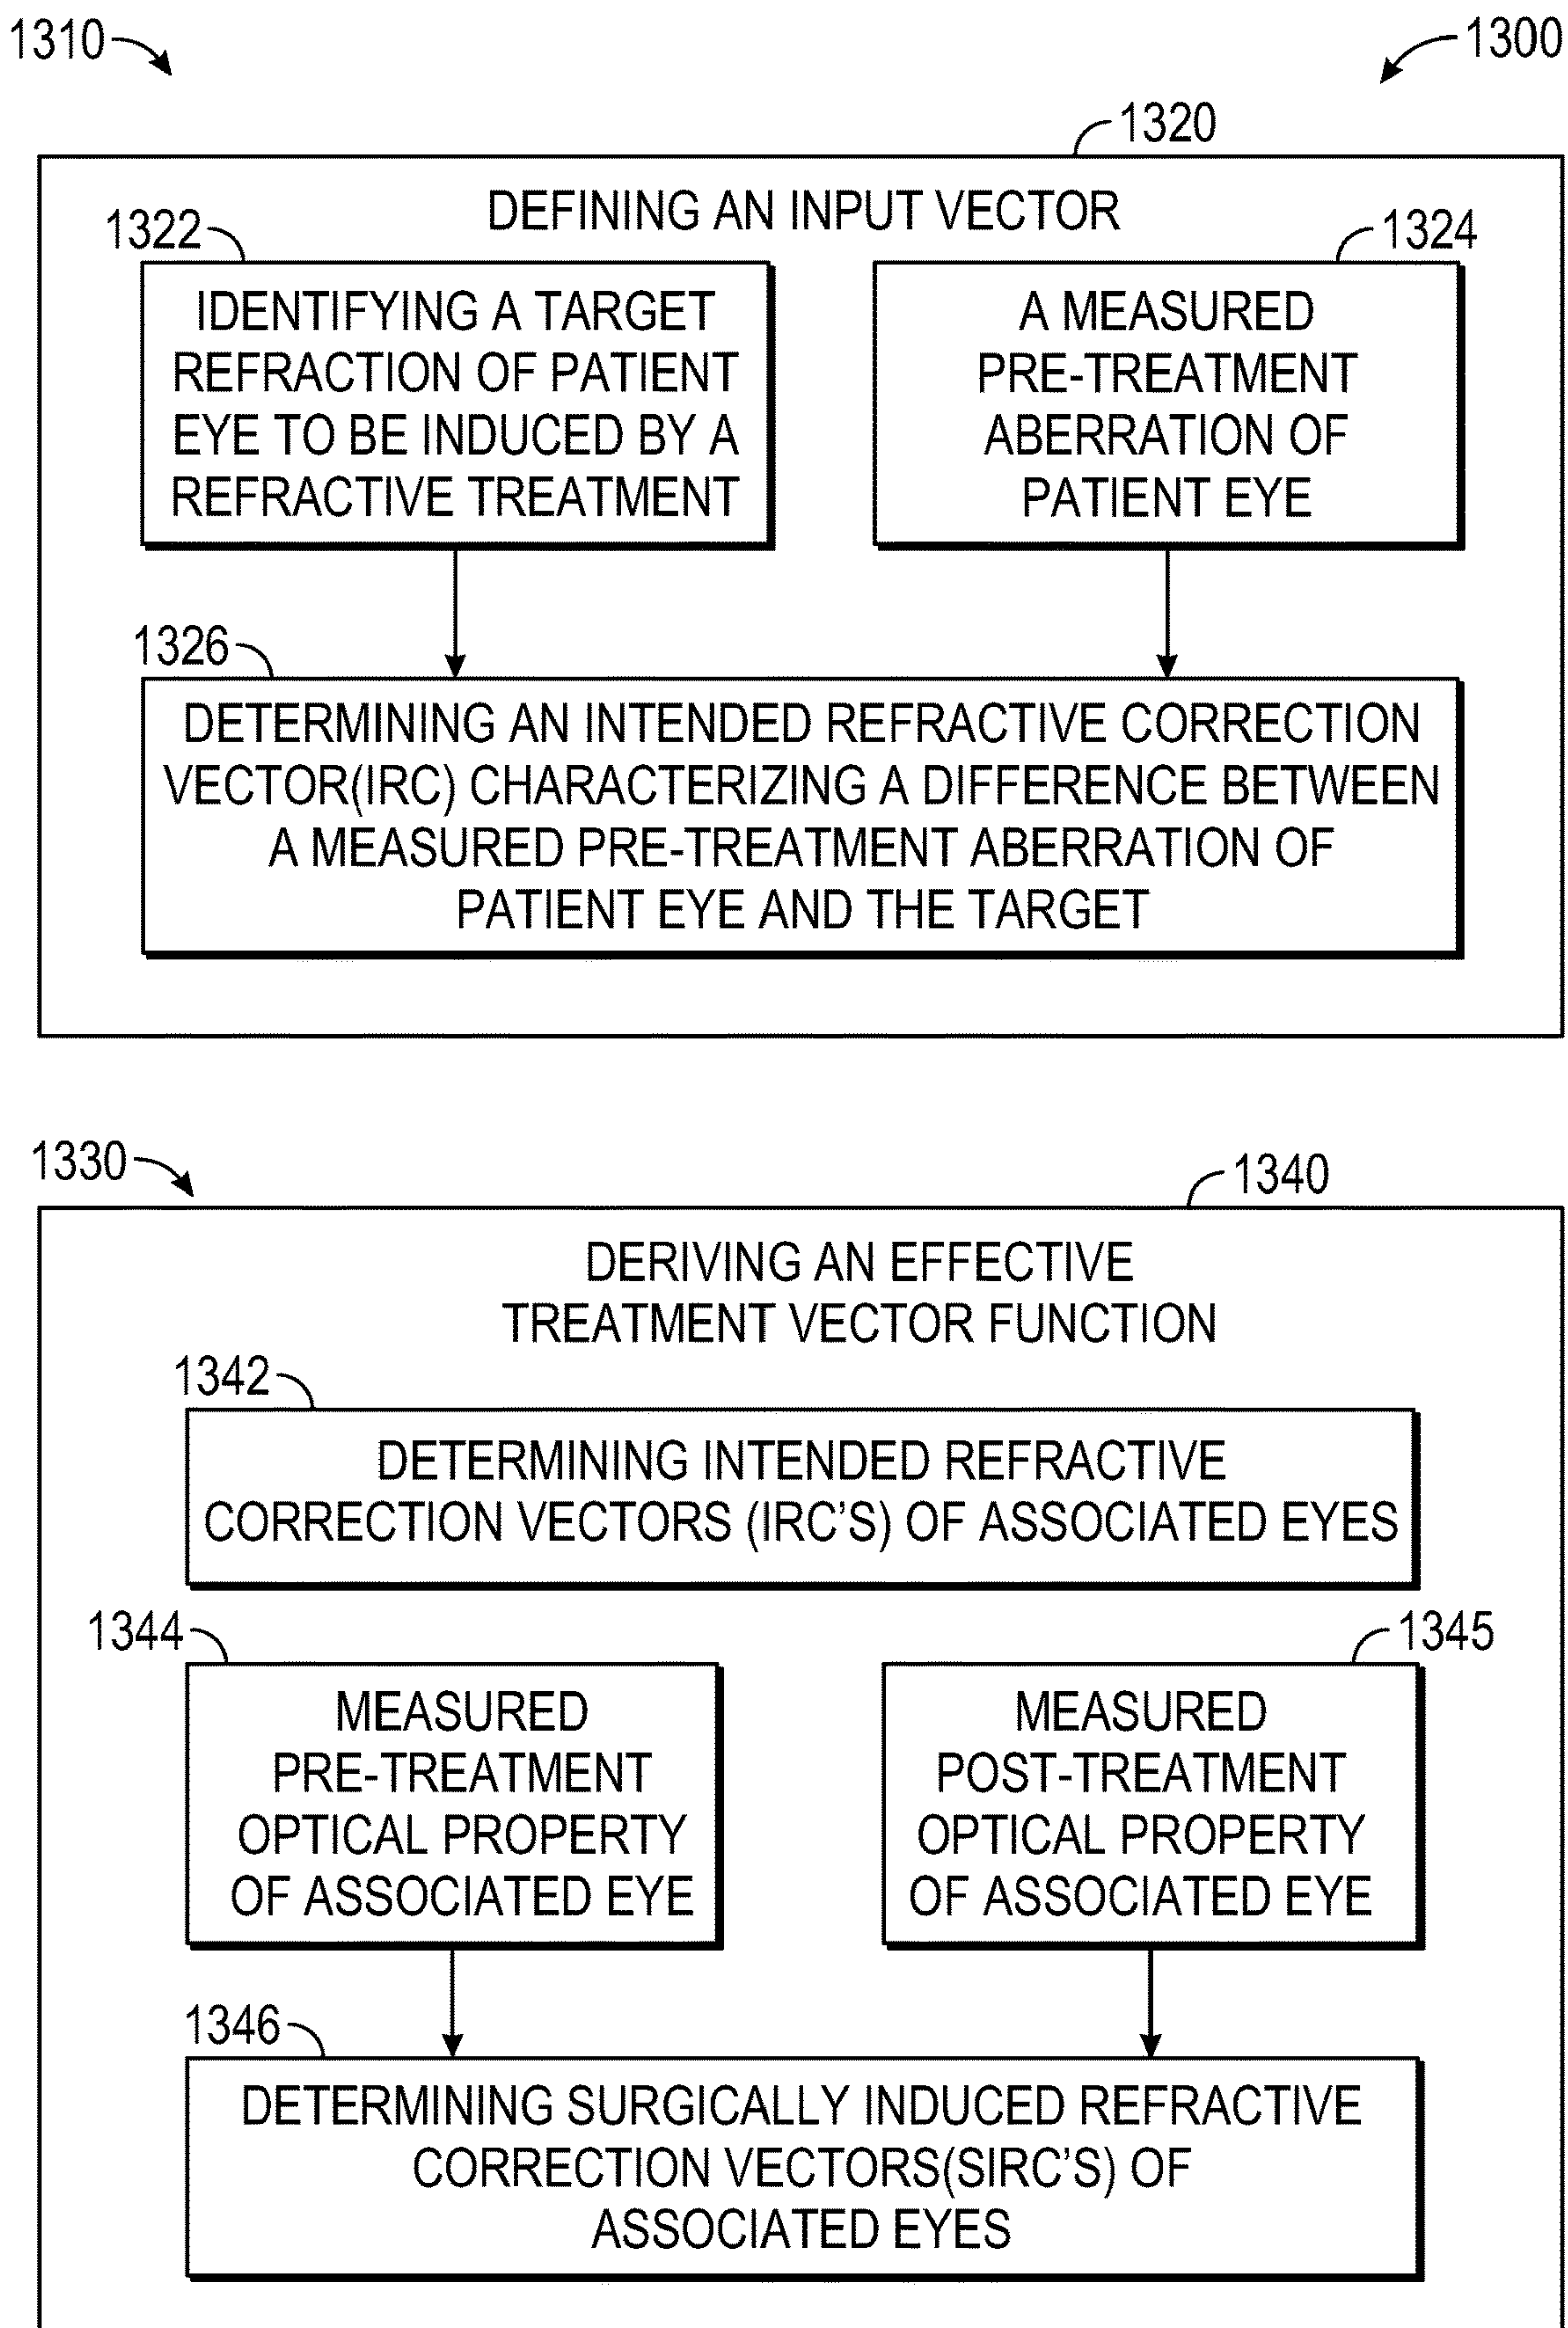 1310
1300
1320
DEFINING AN INPUT VECTOR
1322
1324
IDENTIFYING A TARGET
REFRACTION OF PATIENT
EYE TO BE INDUCED BY A
REFRACTIVE TREATMENT
A MEASURED
PRE-TREATMENT
ABERRATION OF
PATIENT EYE
1326
DETERMINING AN INTENDED REFRACTIVE CORRECTION
VECTOR(IRC) CHARACTERIZING A DIFFERENCE BETWEEN
A MEASURED PRE-TREATMENT ABERRATION OF
PATIENT EYE AND THE TARGET
1330
1340
DERIVING AN EFFECTIVE
TREATMENT VECTOR FUNCTION
1342
DETERMINING INTENDED REFRACTIVE
CORRECTION VECTORS (IRC'S) OF ASSOCIATED EYES
1344
1345
MEASURED
PRE-TREATMENT
OPTICAL PROPERTY
OF ASSOCIATED EYE
MEASURED
POST-TREATMENT
OPTICAL PROPERTY
OF ASSOCIATED EYE
1346
DETERMINING SURGICALLY INDUCED REFRACTIVE
CORRECTION VECTORS(SIRC'S) OF
ASSOCIATED EYES